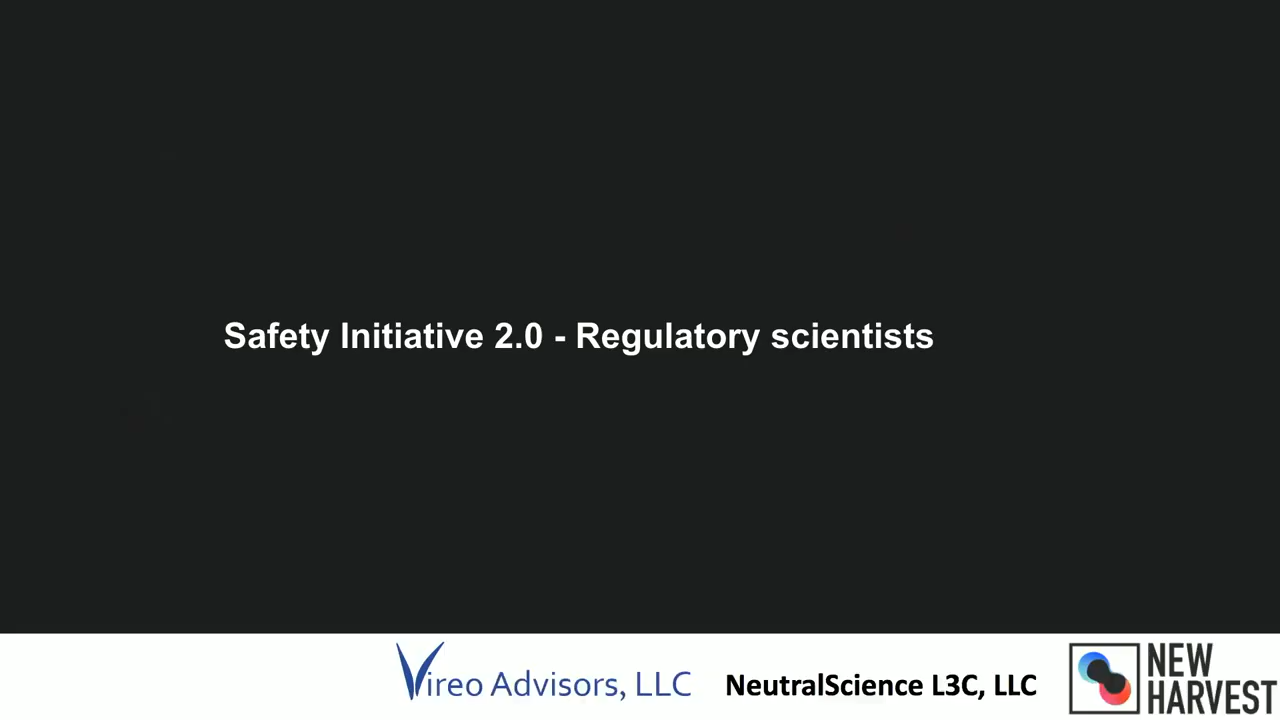 Safety Initiative 2.0 - Regulatory scientists
Vireo Advisors, LLC
NeutralScience L3C, LLC
NEW
HARVEST